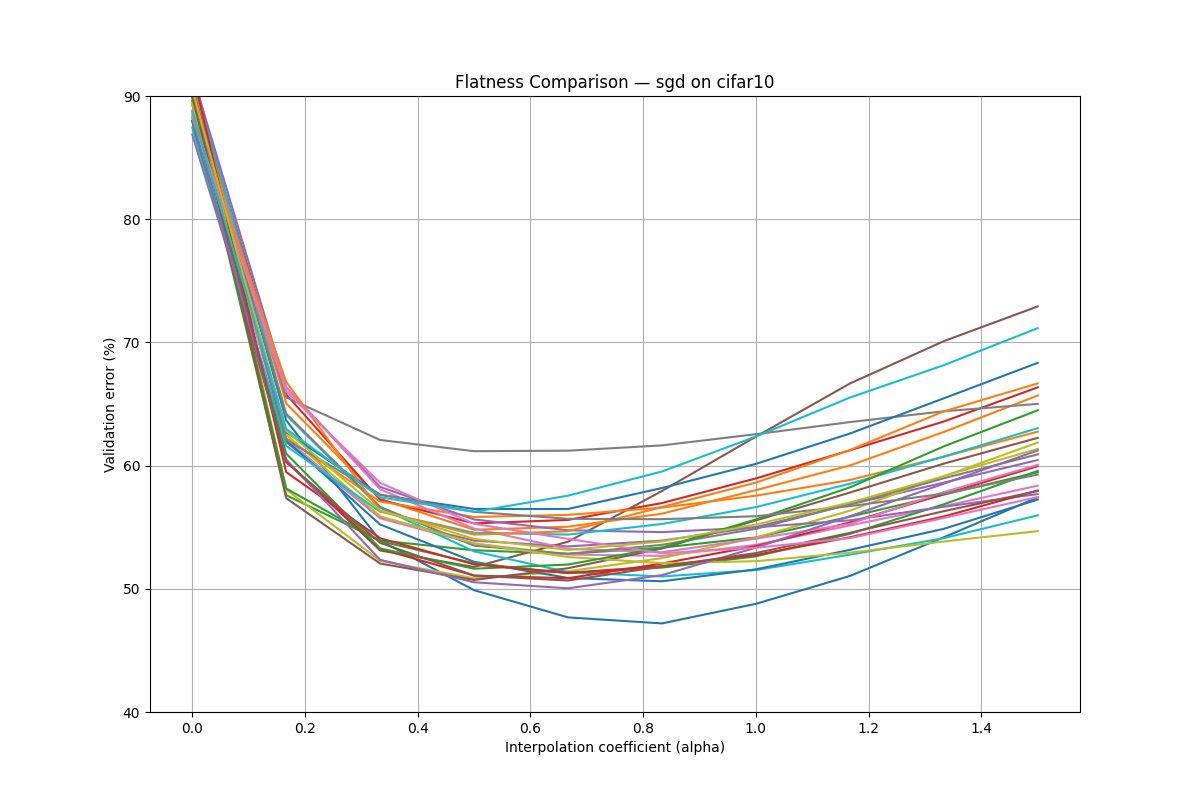 Flatness Comparison — sgd on cifar10
90
80
70
60
50
40
Validation error (%)
0.0 0.2 0.4 0.6 0.8 1.0 1.2 1.4
Interpolation coefficient (alpha)